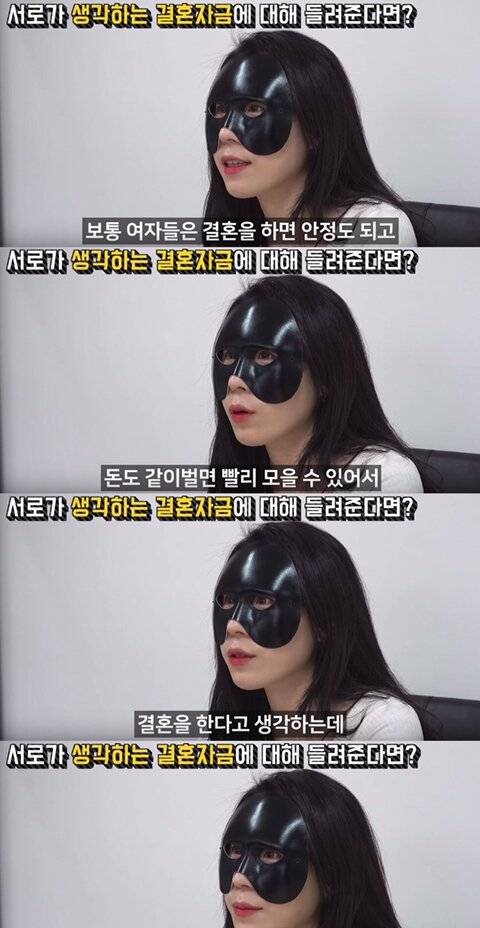 서로가 생각하는 결혼자금에 대해 들려준다면?
보통 여자들은 결혼을 하면 안정도 되고
서로가 생각하는 결혼자금에 대해 들려준다면?
돈도 같이벌면 빨리 모을 수 있어서
서로가 생각하는 결혼자금에 대해 들려준다면?
결혼을 한다고 생각하는데
서로가 생각하는 결혼자금에 대해 들려준다면?